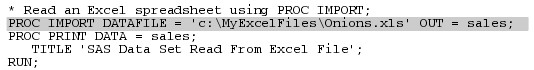 * Read an Excel spreadsheet using PROC IMPORT;
PROC IMPORT DATAFILE = 'c:\MyExcelFiles\Onions.xls' OUT = sales;
PROC PRINT DATA = sales;
   TITLE 'SAS Data Set Read From Excel File';
RUN;